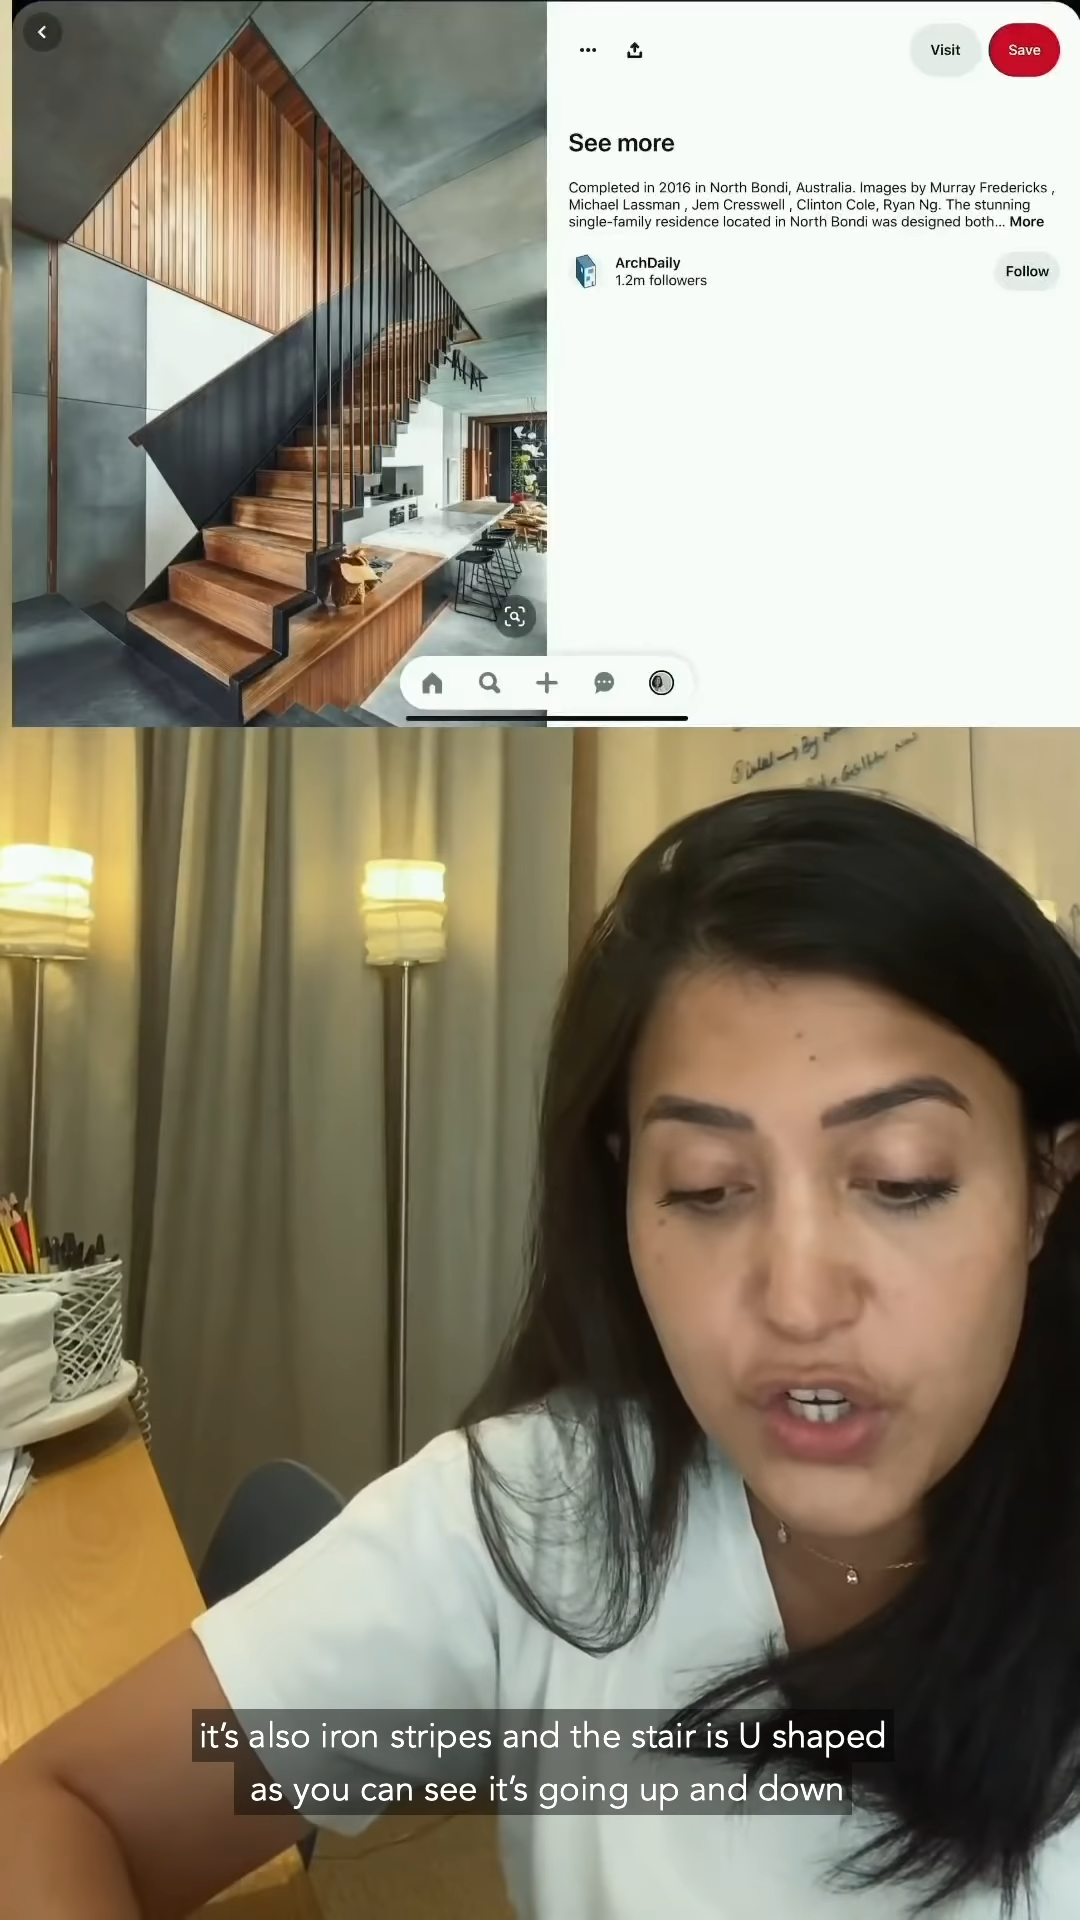 Visit
Save
See more
Completed in 2016 in North Bondi, Australia. Images by Murray Fredericks ,
Michael Lassman , Jem Cresswell , Clinton Cole, Ryan Ng. The stunning
single-family residence located in North Bondi was designed both... More
ArchDaily
1.2m followers
Follow
it's also iron stripes and the stair is U shaped
as you can see it's going up and down